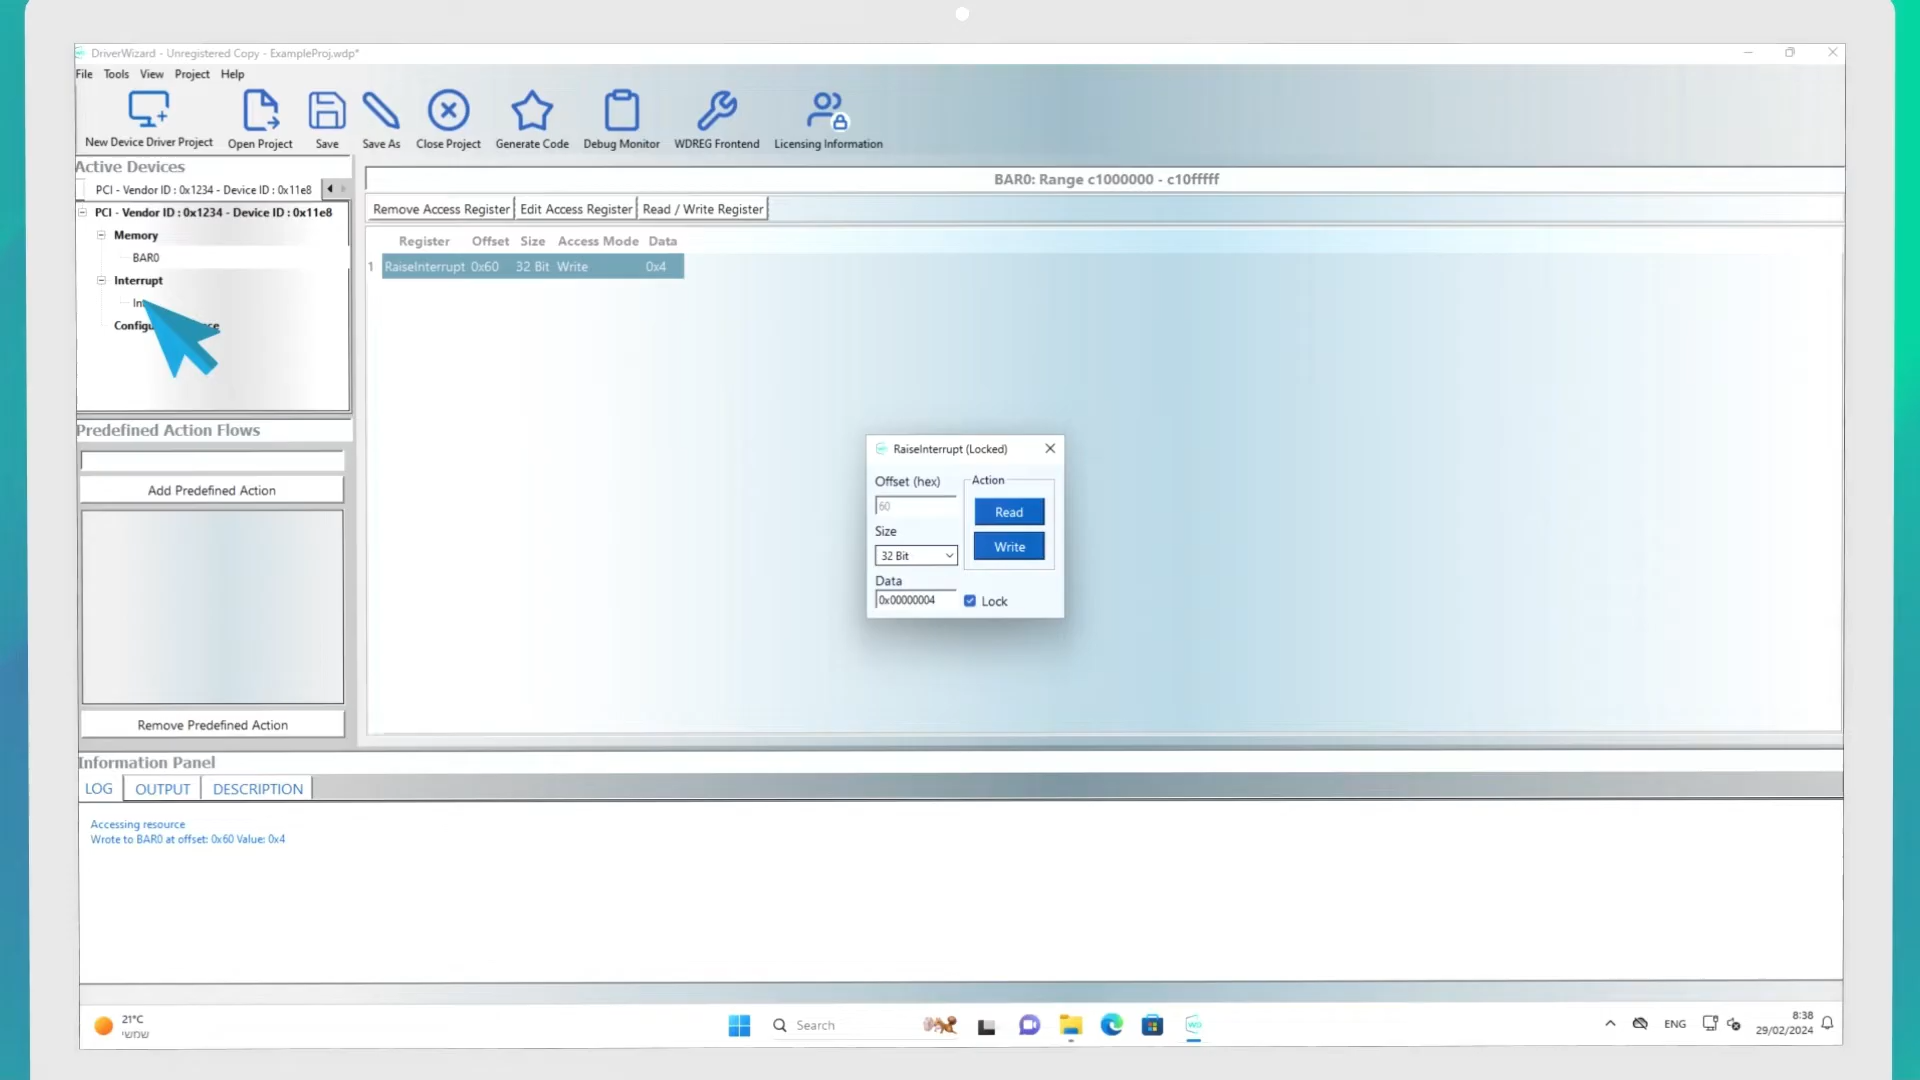 DriverWizard - Unregistered Copy - ExampleProj.wdp*
File Tools View Project Help
New Device Driver Project Open Project Save Save As Close Project Generate Code Debug Monitor WDREG Frontend Licensing Information
Active Devices
PCI - Vendor ID : 0x1234 - Device ID : 0x11e8
PCI - Vendor ID : 0x1234 - Device ID : 0x11e8
Memory
BAR0
Interrupt
BAR0: Range c1000000 - c10fffff
Remove Access Register Edit Access Register Read / Write Register
Register Offset Size Access Mode Data
1 RaiseInterrupt 0x60 32 Bit Write 0x4
RaiseInterrupt (Locked)
Offset (hex)
60
Size
32 Bit
Data
0x00000004
Action
Read
Write
Lock
Predefined Action Flows
Add Predefined Action
Remove Predefined Action
Information Panel
LOG OUTPUT DESCRIPTION
Accessing resource
Wrote to BAR0 at offset: 0x60 Value: 0x4
21°C
שמשי
Search
WD
ENG
8:38
29/02/2024